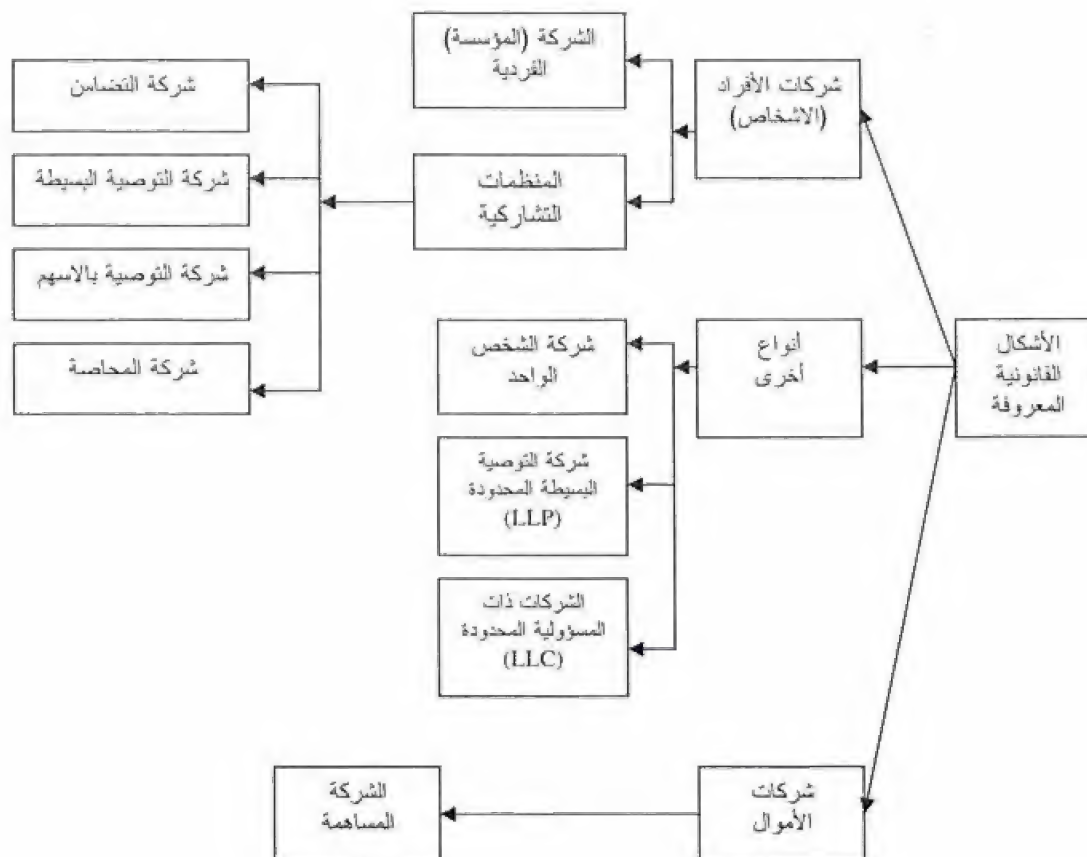 الأشكال
القانونية
المعروفة
شركات الأفراد
(الاشخاص)
الشركة (المؤسسة)
الفردية
المنظمات
التشاركية
شركة التضامن
شركة التوصية البسيطة
شركة التوصية بالاسهم
شركة المحاصة
أنواع
أخرى
شركة الشخص
الواحد
شركة التوصية
البسيطة المحدودة
(LLP)
الشركات ذات
المسؤولية المحدودة
(LLC)
شركات
الأموال
الشركة
المساهمة